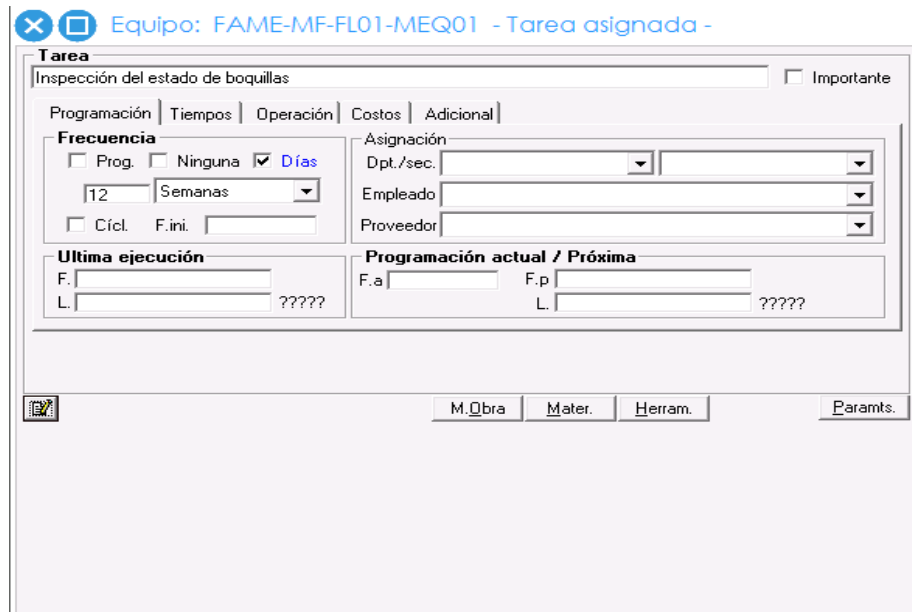 Equipo: FAME-MF-FL01-MEQ01 - Tarea asignada -
Tarea
Inspección del estado de boquillas
Importante
Programación Tiempos Operación Costos Adicional
Frecuencia
Prog. Ninguna Días
12 Semanas
Cícl. F.ini.
Asignación
Dpt./sec.
Empleado
Proveedor
Ultima ejecución
F.
L. ?????
Programación actual / Próxima
F.a F.p
L. ?????
M.Obra Mater. Herram. Paramts.